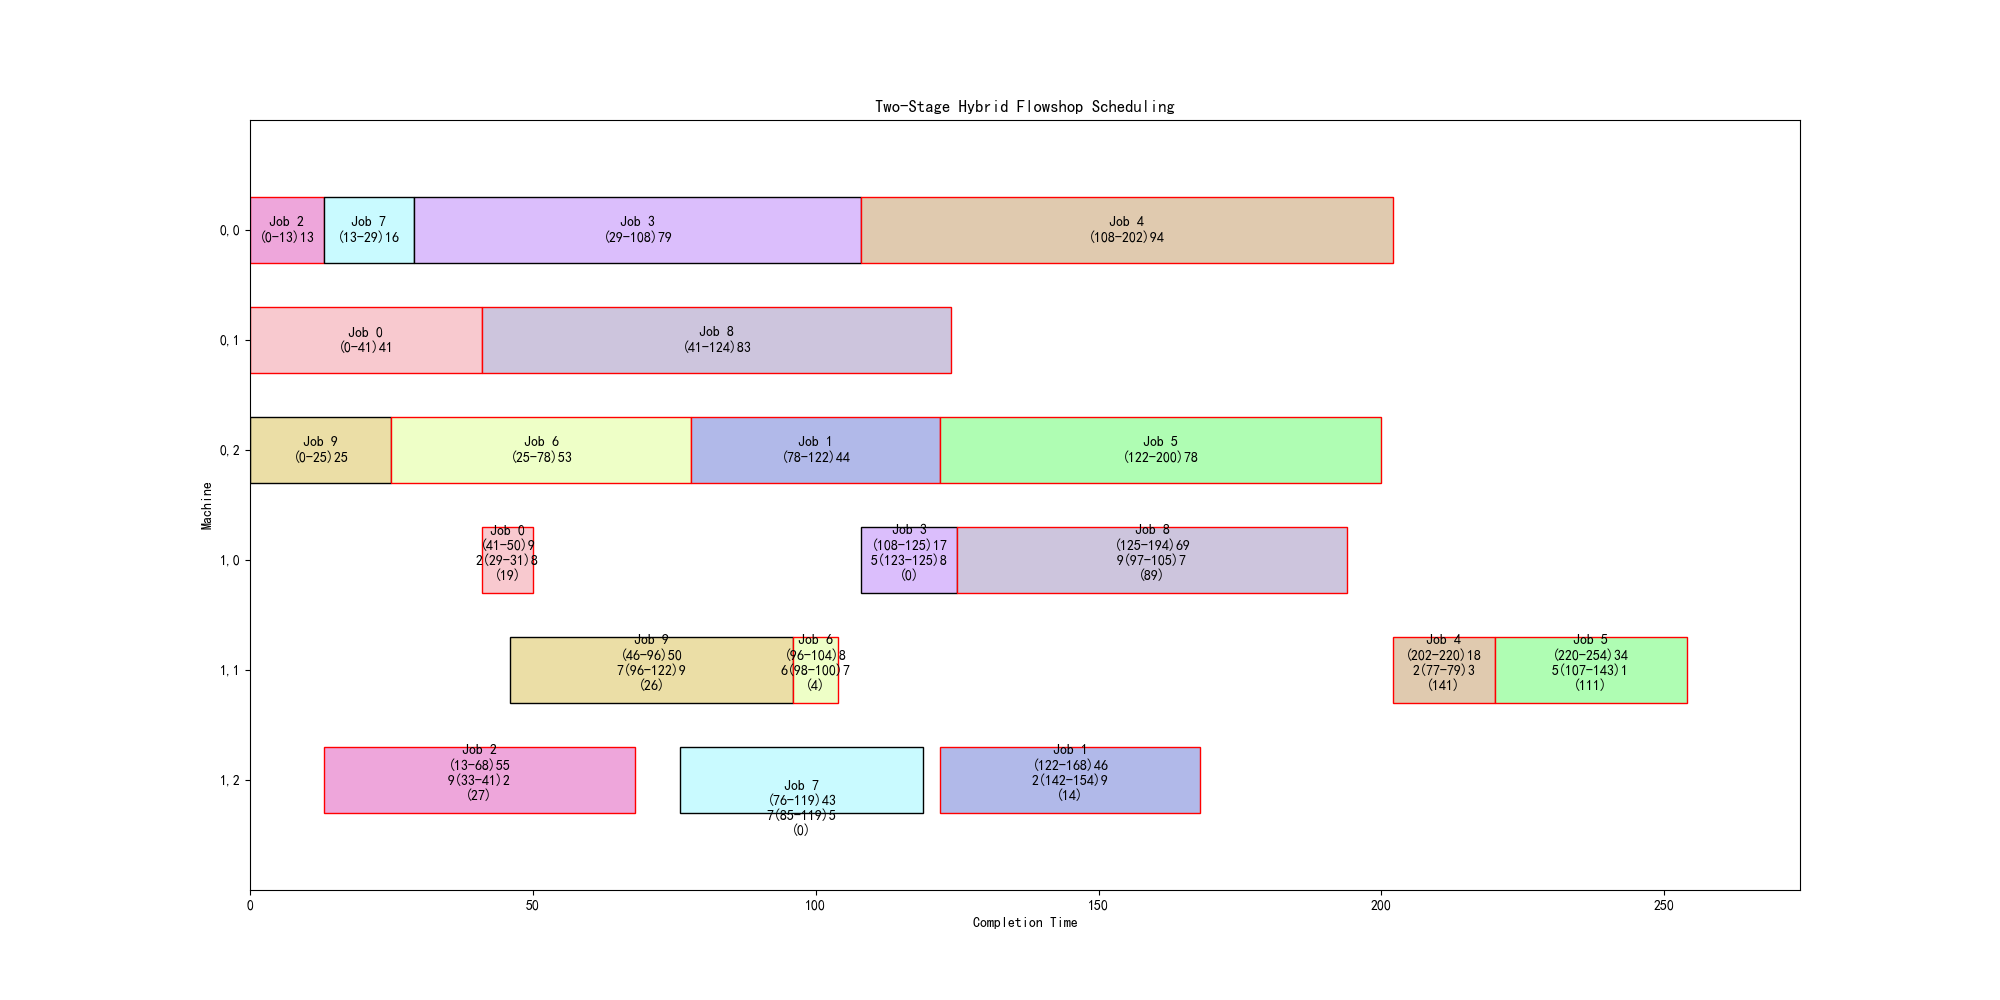 Two-Stage Hybrid Flowshop Scheduling
0,0
Job 2
(0-13)13
Job 7
(13-29)16
Job 3
(29-108)79
Job 4
(108-202)94
0,1
Job 0
(0-41)41
Job 8
(41-124)83
0,2
Job 9
(0-25)25
Job 6
(25-78)53
Job 1
(78-122)44
Job 5
(122-200)78
Machine
1,0
Job 0
(41-50)9
2(29-31)8
(19)
Job 3
(108-125)17
5(123-125)8
(0)
Job 8
(125-194)69
9(97-105)7
(89)
1,1
Job 9
(46-96)50
7(96-122)9
(26)
Job 6
(96-104)8
6(98-100)7
(4)
Job 4
(202-220)18
2(77-79)3
(141)
Job 5
(220-254)34
5(107-143)1
(111)
1,2
Job 2
(13-68)55
9(33-41)2
(27)
Job 7
(76-119)43
7(85-119)5
(0)
Job 1
(122-168)46
2(142-154)9
(14)
0
50
100
150
200
250
Completion Time